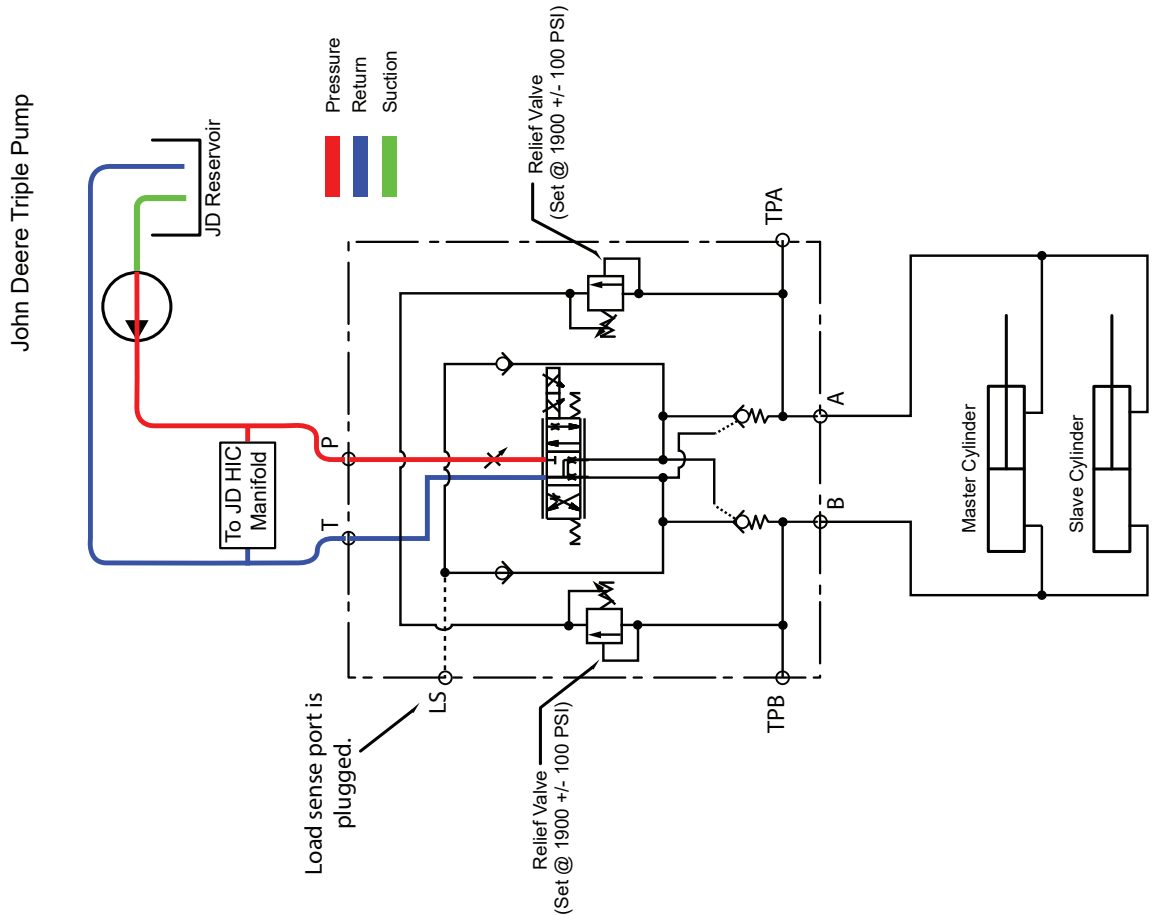 John Deere Triple Pump
JD Reservoir
Pressure
Return
Suction
To JD HIC
Manifold
P
T
Relief Valve
(Set @ 1900 +/- 100 PSI)
TPA
A
B
LS
TPB
Load sense port is
plugged.
Relief Valve
(Set @ 1900 +/- 100 PSI)
Master Cylinder
Slave Cylinder